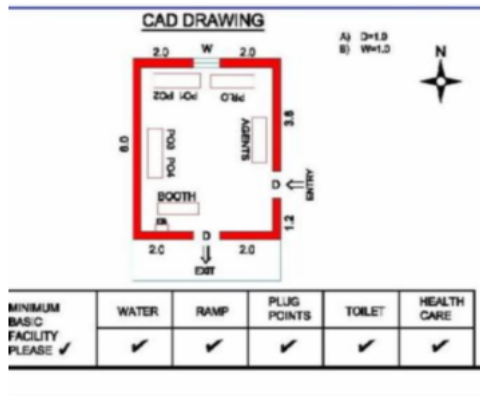 CAD DRAWING
A) D=1.0
B) W=1.0
N
2.0 W 2.0
PO2 PO1 PRO
6.0
PO3 PO4
AGENTS
3.8
D ENTRY
BOOTH
1.2
2.0 D 2.0
EXIT
MINIMUM BASIC FACILITY PLEASE ✓
WATER RAMP PLUG POINTS TOILET HEALTH CARE
✓ ✓ ✓ ✓ ✓